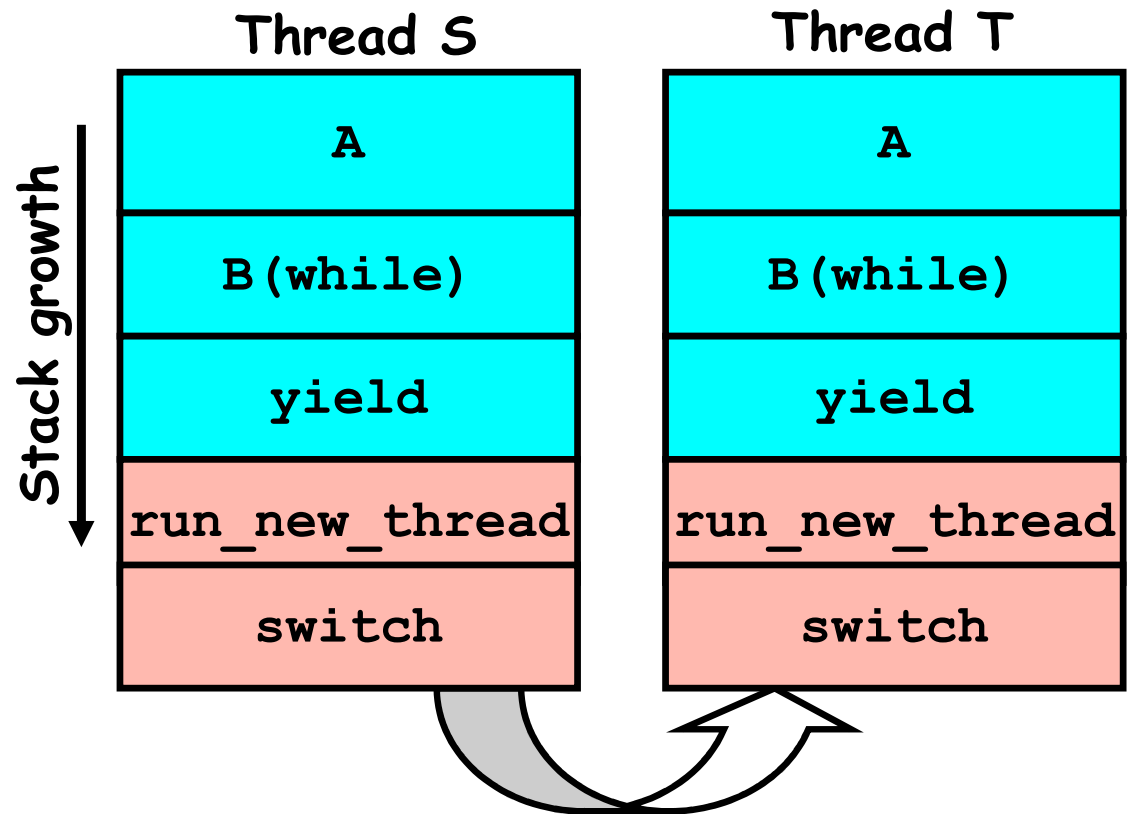 Thread S
Thread T
Stack growth
A
B(while)
yield
run_new_thread
switch
A
B(while)
yield
run_new_thread
switch